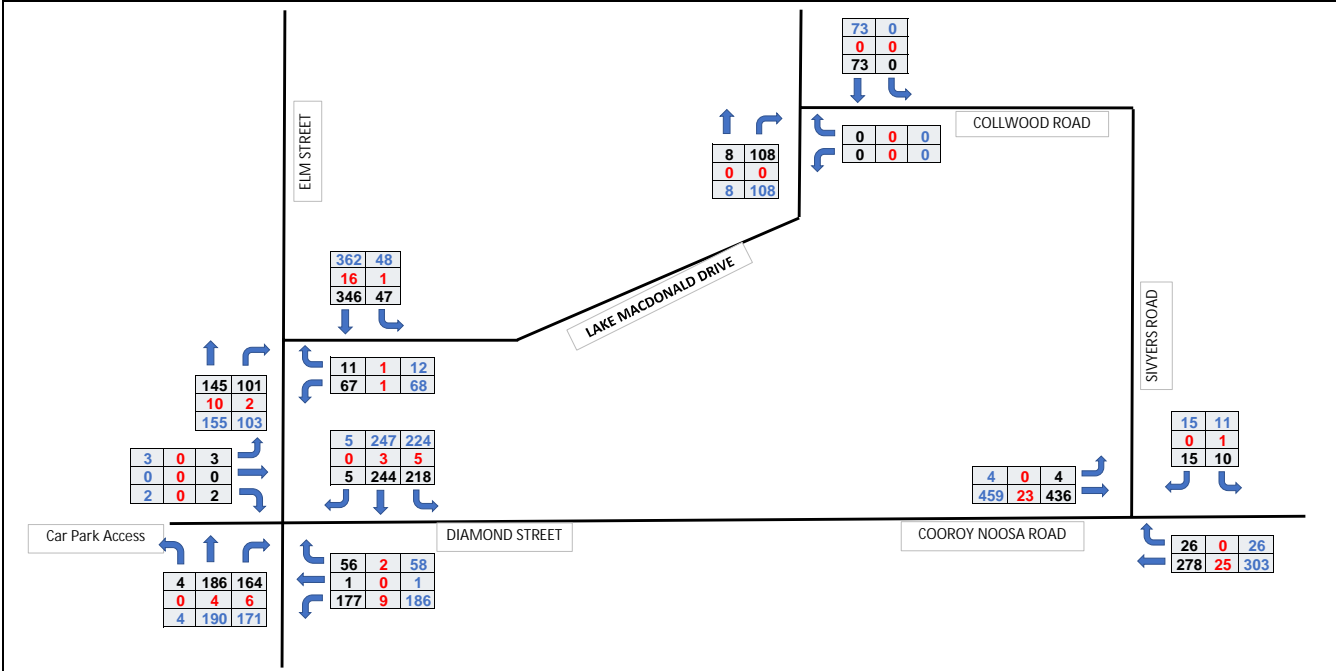 73 0
0 0
73 0
COLLWOOD ROAD
0 0 0
0 0 0
8 108
0 0
8 108
ELM STREET
LAKE MACDONALD DRIVE
362 48
16 1
346 47
SIVYERS ROAD
11 1 12
67 1 68
145 101
10 2
155 103
5 247 224
0 3 5
5 244 218
3 0 3
0 0 0
2 0 2
15 11
0 1
15 10
4 0 4
459 23 436
Car Park Access
DIAMOND STREET
COOROY NOOSA ROAD
26 0 26
278 25 303
56 2 58
1 0 1
177 9 186
4 186 164
0 4 6
4 190 171